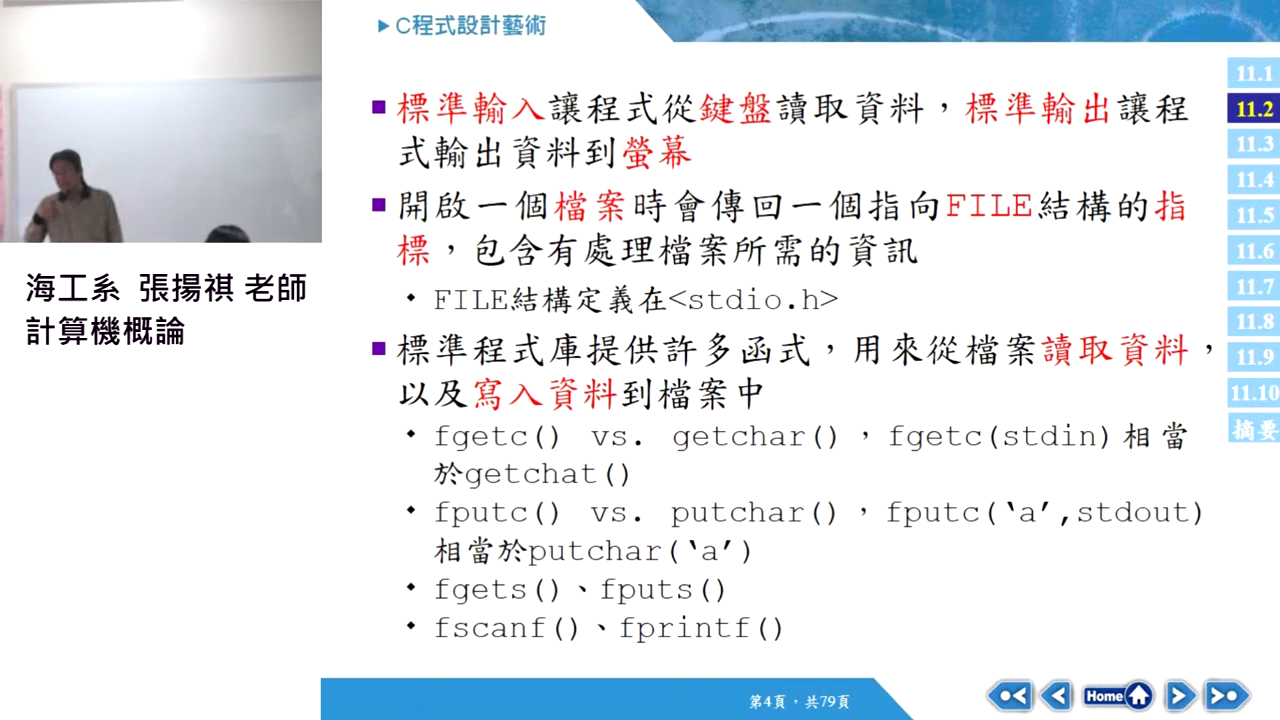 C程式設計藝術
標準輸入讓程式從鍵盤讀取資料，標準輸出讓程
式輸出資料到螢幕
開啟一個檔案時會傳回一個指向FILE結構的指
標，包含有處理檔案所需的資訊
FILE結構定義在<stdio.h>
標準程式庫提供許多函式，用來從檔案讀取資料，
以及寫入資料到檔案中
fgetc() vs. getchar()，fgetc(stdin)相當
於getchat()
fputc() vs. putchar()，fputc(‘a’,stdout)
相當於putchar(‘a’)
fgets()、fputs()
fscanf()、fprintf()
11.1
11.2
11.3
11.4
11.5
11.6
11.7
11.8
11.9
11.10
摘要
海工系 張揚祺 老師
計算機概論
第4頁，共79頁
Home